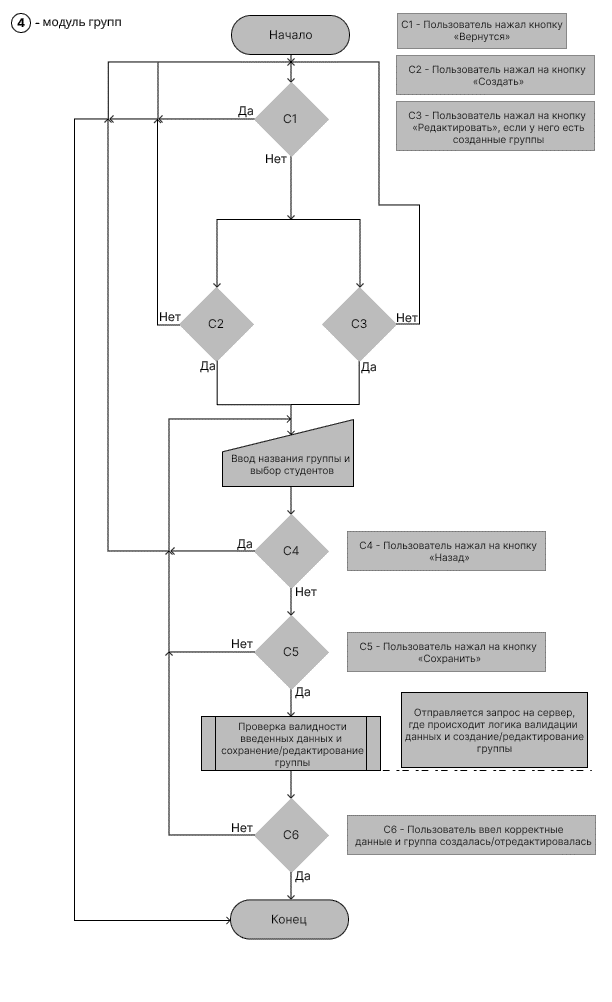 4 - модуль групп
Начало
С1 - Пользователь нажал кнопку
«Вернутся»
С2 - Пользователь нажал на кнопку
«Создать»
С3 - Пользователь нажал на кнопку
«Редактировать», если у него есть
созданные группы
Да
С1
Нет
Нет
С2
С3
Нет
Да
Да
Ввод названия группы и
выбор студентов
Да
С4
С4 - Пользователь нажал на кнопку
«Назад»
Нет
Нет
С5
С5 - Пользователь нажал на кнопку
«Сохранить»
Да
Проверка валидности
введенных данных и
сохранение/редактирование
группы
Отправляется запрос на сервер,
где происходит логика валидации
данных и создание/редактирование
группы
Нет
С6
С6 - Пользователь ввел корректные
данные и группа создалась/отредактировалась
Да
Конец